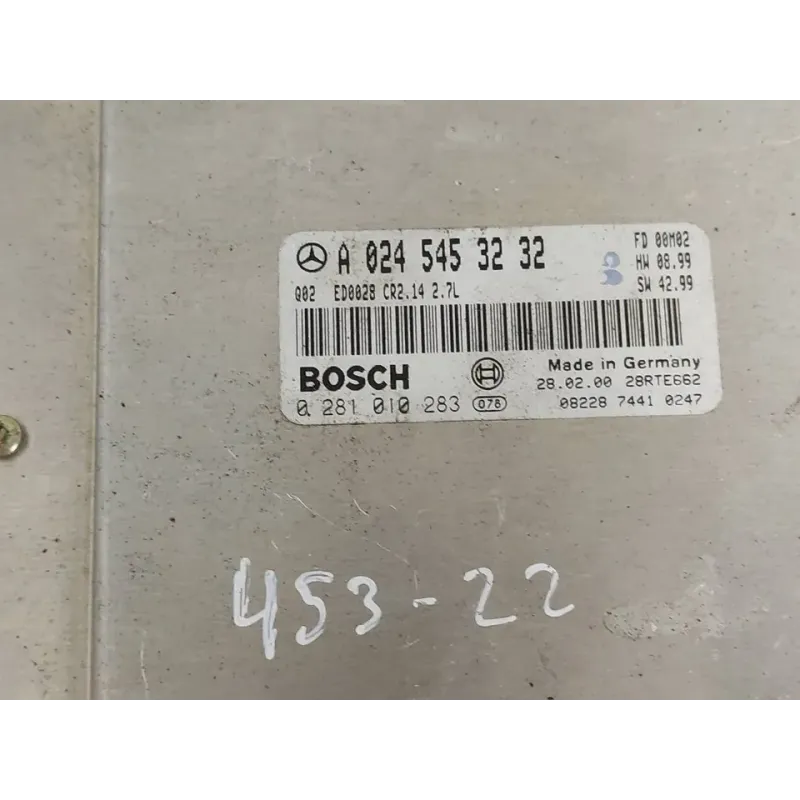 A 024 545 32 32
FD 00M02
HW 08.99
SW 42.99
Q02 ED0028 CR2.14 2.7L
BOSCH
Made in Germany
28.02.00 28RTE662
0 281 010 283 078
08228 7441 0247
453-22